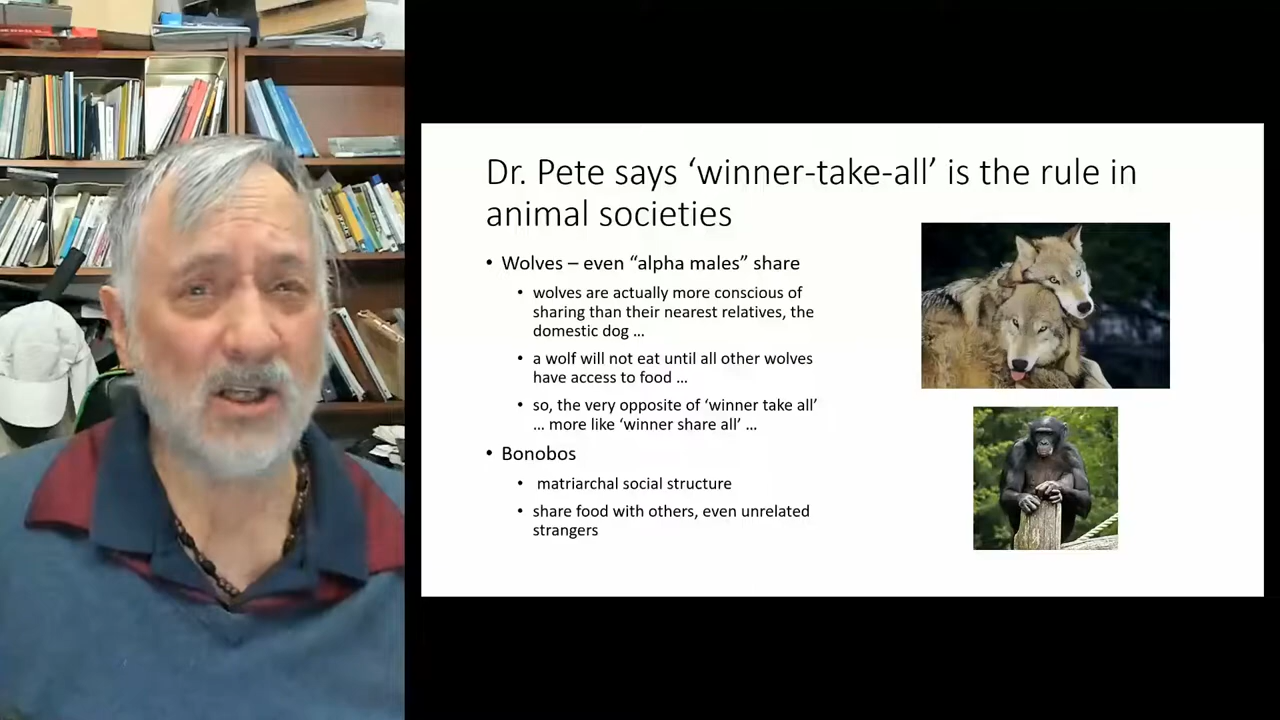 Dr. Pete says ‘winner-take-all’ is the rule in
animal societies
• Wolves – even “alpha males” share
• wolves are actually more conscious of
sharing than their nearest relatives, the
domestic dog …
• a wolf will not eat until all other wolves
have access to food …
• so, the very opposite of ‘winner take all’
… more like ‘winner share all’ …
• Bonobos
• matriarchal social structure
• share food with others, even unrelated
strangers